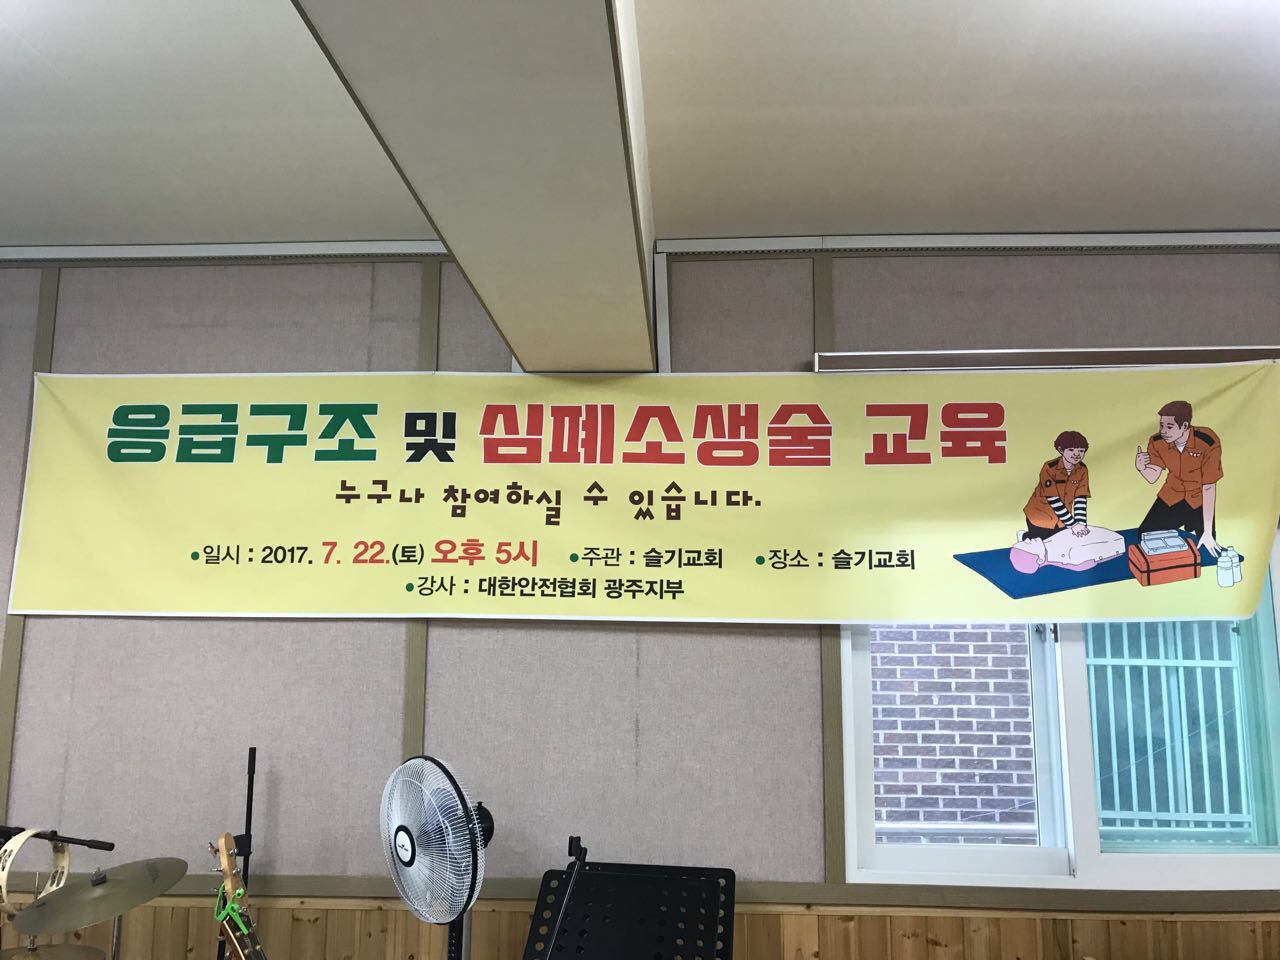 응급구조 및 심폐소생술 교육
누구나 참여하실 수 있습니다.
●일시 : 2017. 7. 22.(토) 오후 5시 ●주관 : 슬기교회 ●장소 : 슬기교회
●강사 : 대한안전협회 광주지부